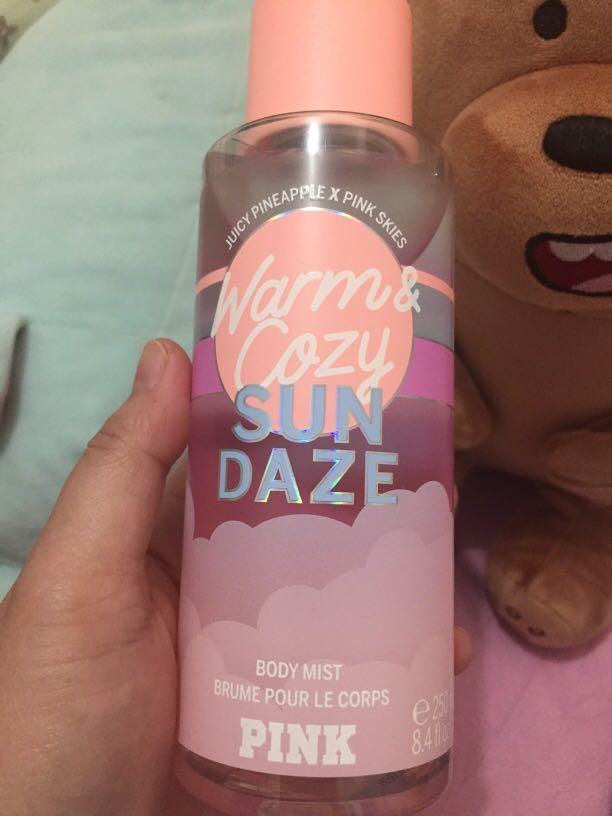 JUICY PINEAPPLE X PINK SKIES
Warm &
Cozy
SUN
DAZE
BODY MIST
BRUME POUR LE CORPS
PINK
e 250
8.4 fl